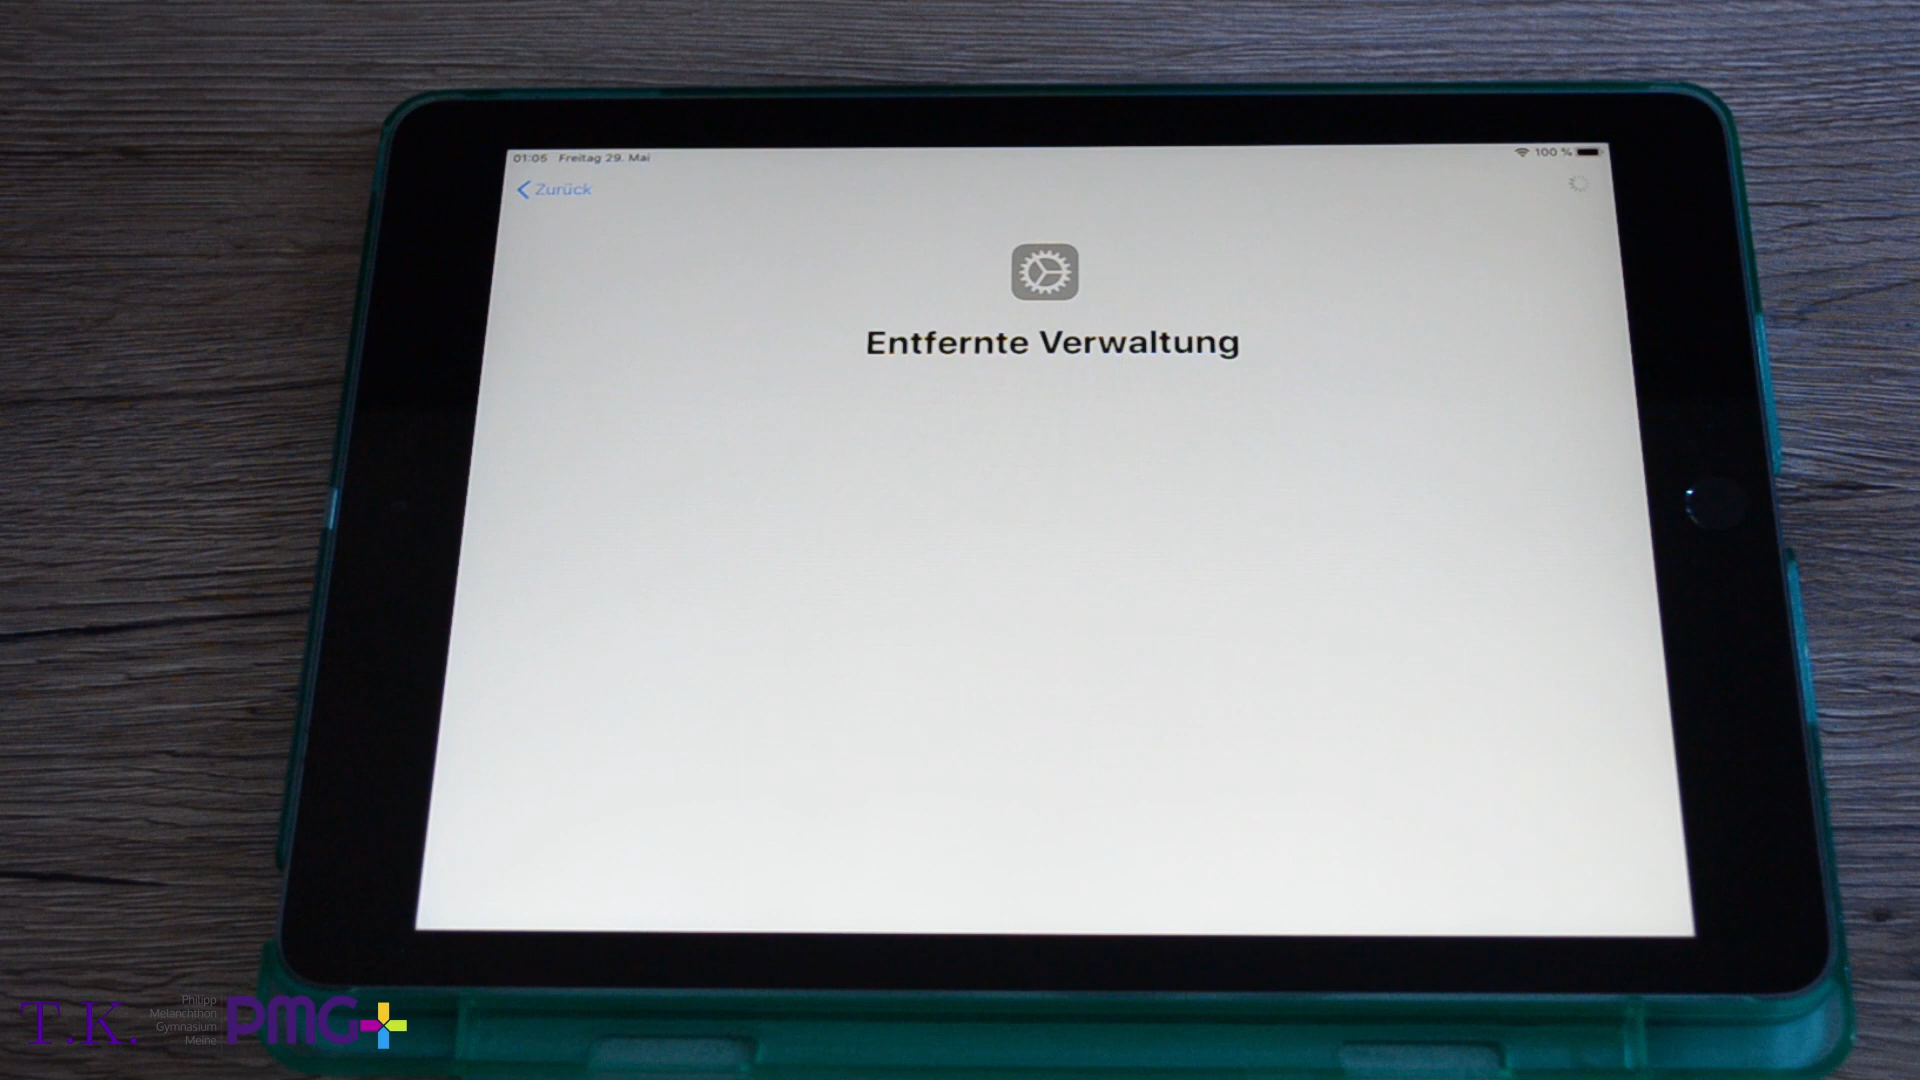 01:05 Freitag 29. Mai
100 %
Zurück
Entfernte Verwaltung
T.K.
Philipp
Melanchthon
Gymnasium
Meine
PMG